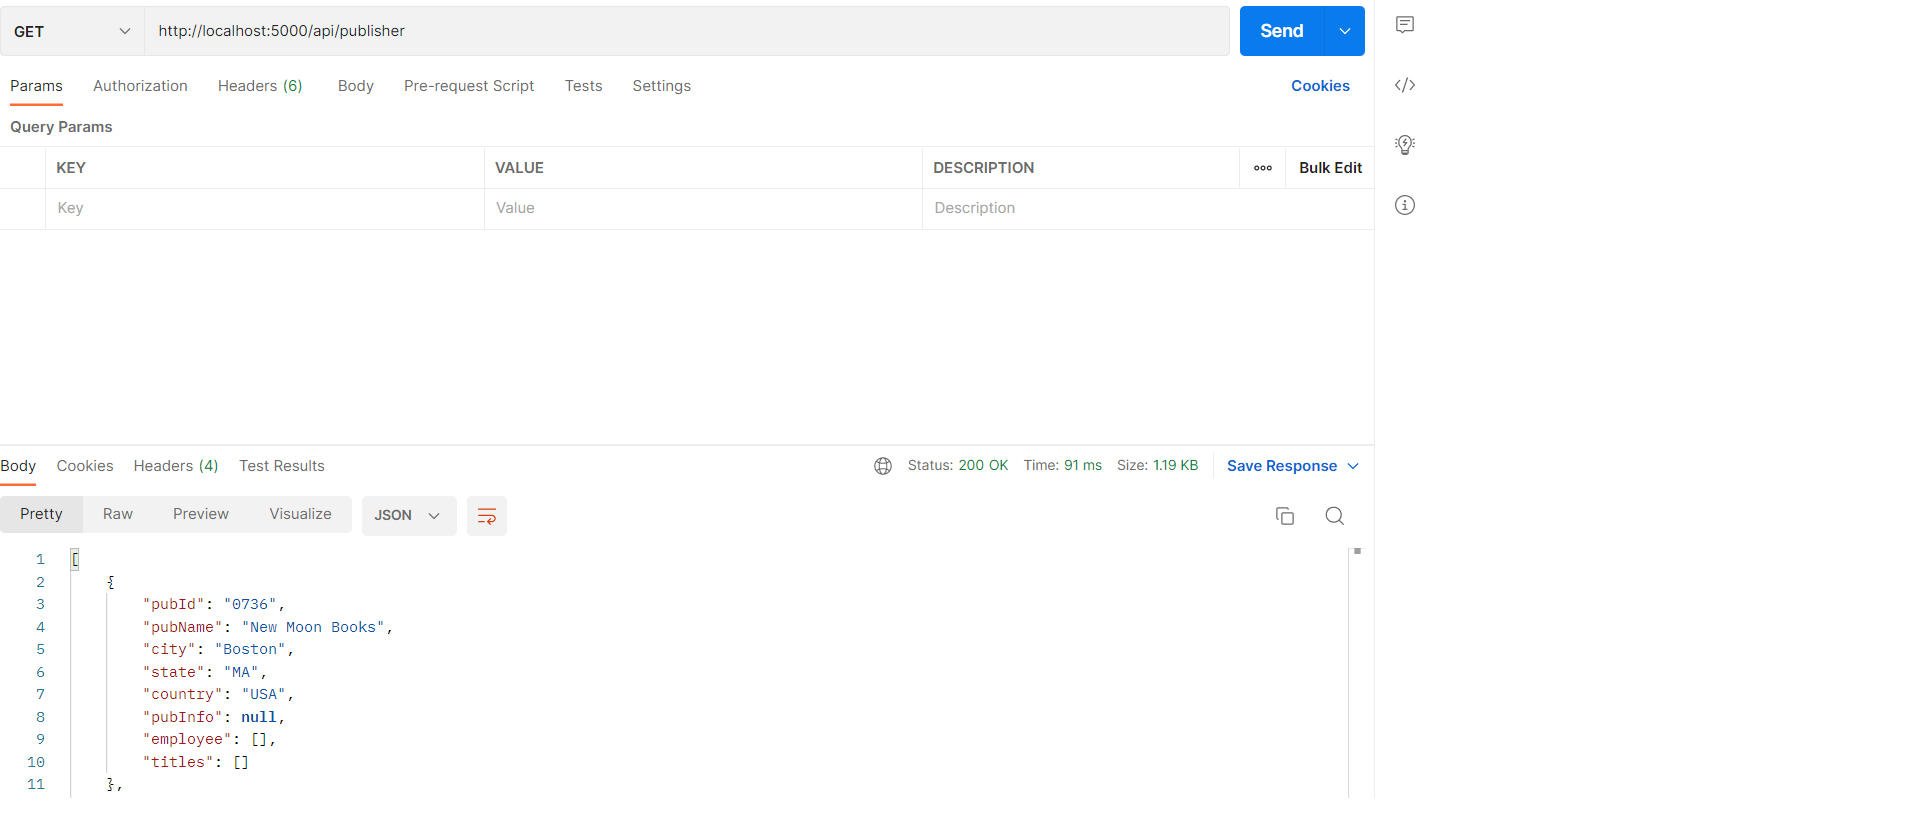 GET http://localhost:5000/api/publisher Send
Params Authorization Headers (6) Body Pre-request Script Tests Settings Cookies
Query Params
KEY VALUE DESCRIPTION ooo Bulk Edit
Key Value Description
Body Cookies Headers (4) Test Results Status: 200 OK Time: 91 ms Size: 1.19 KB Save Response
Pretty Raw Preview Visualize JSON
1 [
2 {
3 "pubId": "0736",
4 "pubName": "New Moon Books",
5 "city": "Boston",
6 "state": "MA",
7 "country": "USA",
8 "pubInfo": null,
9 "employee": [],
10 "titles": []
11 },